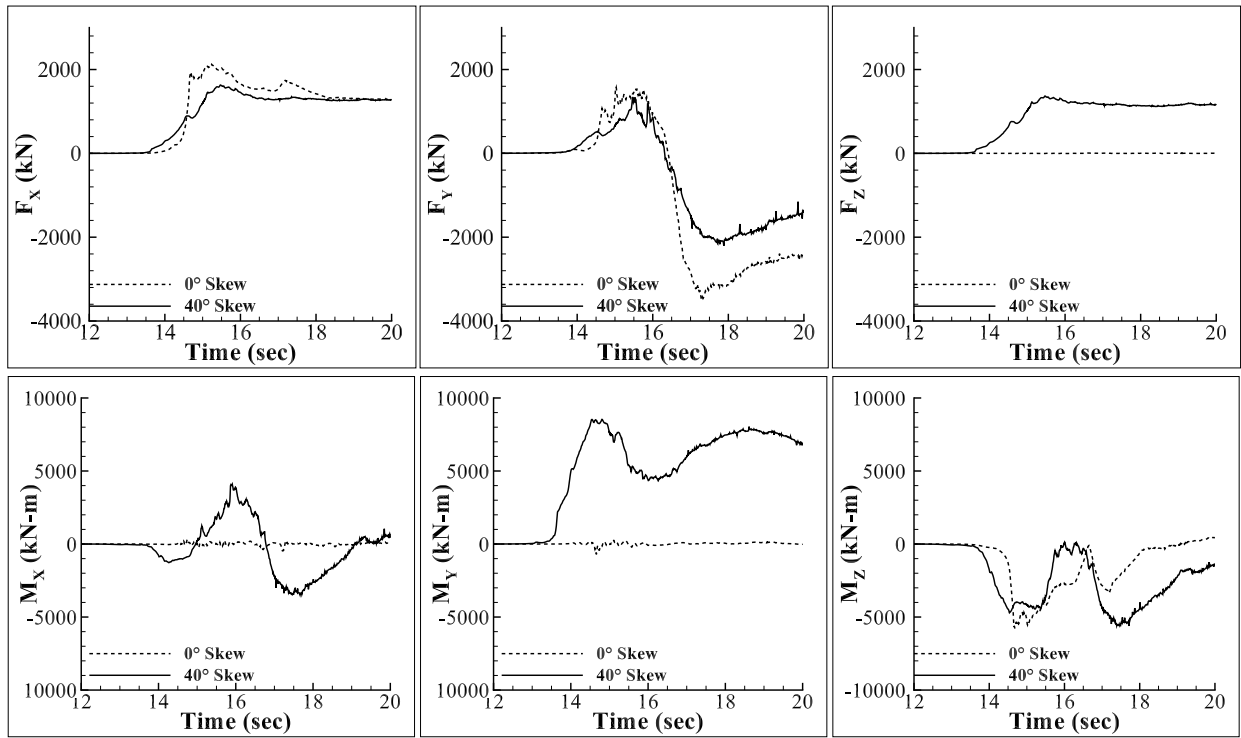 2000
0
-2000
-4000
F_X (kN)
0° Skew
40° Skew
12 14 16 18 20
Time (sec)
2000
0
-2000
-4000
F_Y (kN)
0° Skew
40° Skew
12 14 16 18 20
Time (sec)
2000
0
-2000
-4000
F_Z (kN)
0° Skew
40° Skew
12 14 16 18 20
Time (sec)
10000
5000
0
-5000
10000
M_X (kN-m)
0° Skew
40° Skew
12 14 16 18 20
Time (sec)
10000
5000
0
-5000
10000
M_Y (kN-m)
0° Skew
40° Skew
12 14 16 18 20
Time (sec)
10000
5000
0
-5000
-10000
M_Z (kN-m)
0° Skew
40° Skew
12 14 16 18 20
Time (sec)